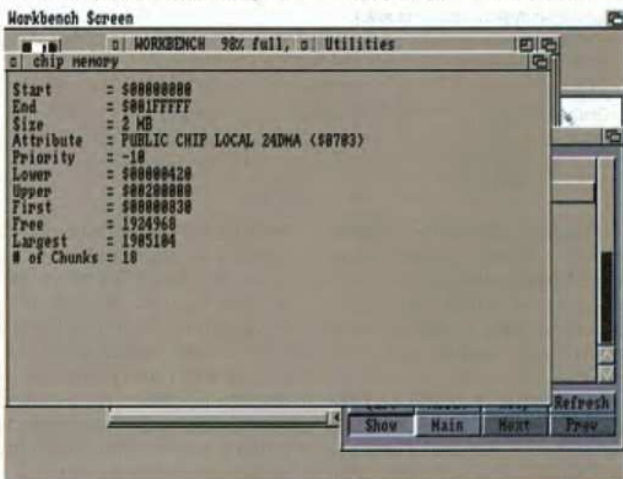 Workbench Screen
WORKBENCH 98% full, Utilities
chip memory
Start = $00000000
End = $001FFFFF
Size = 2 MB
Attribute = PUBLIC CHIP LOCAL 24DMA ($0703)
Priority = -10
Lower = $00000420
Upper = $00200000
First = $00000830
Free = 1924968
Largest = 1905104
# of Chunks = 18
Refresh
Show Main Next Prev